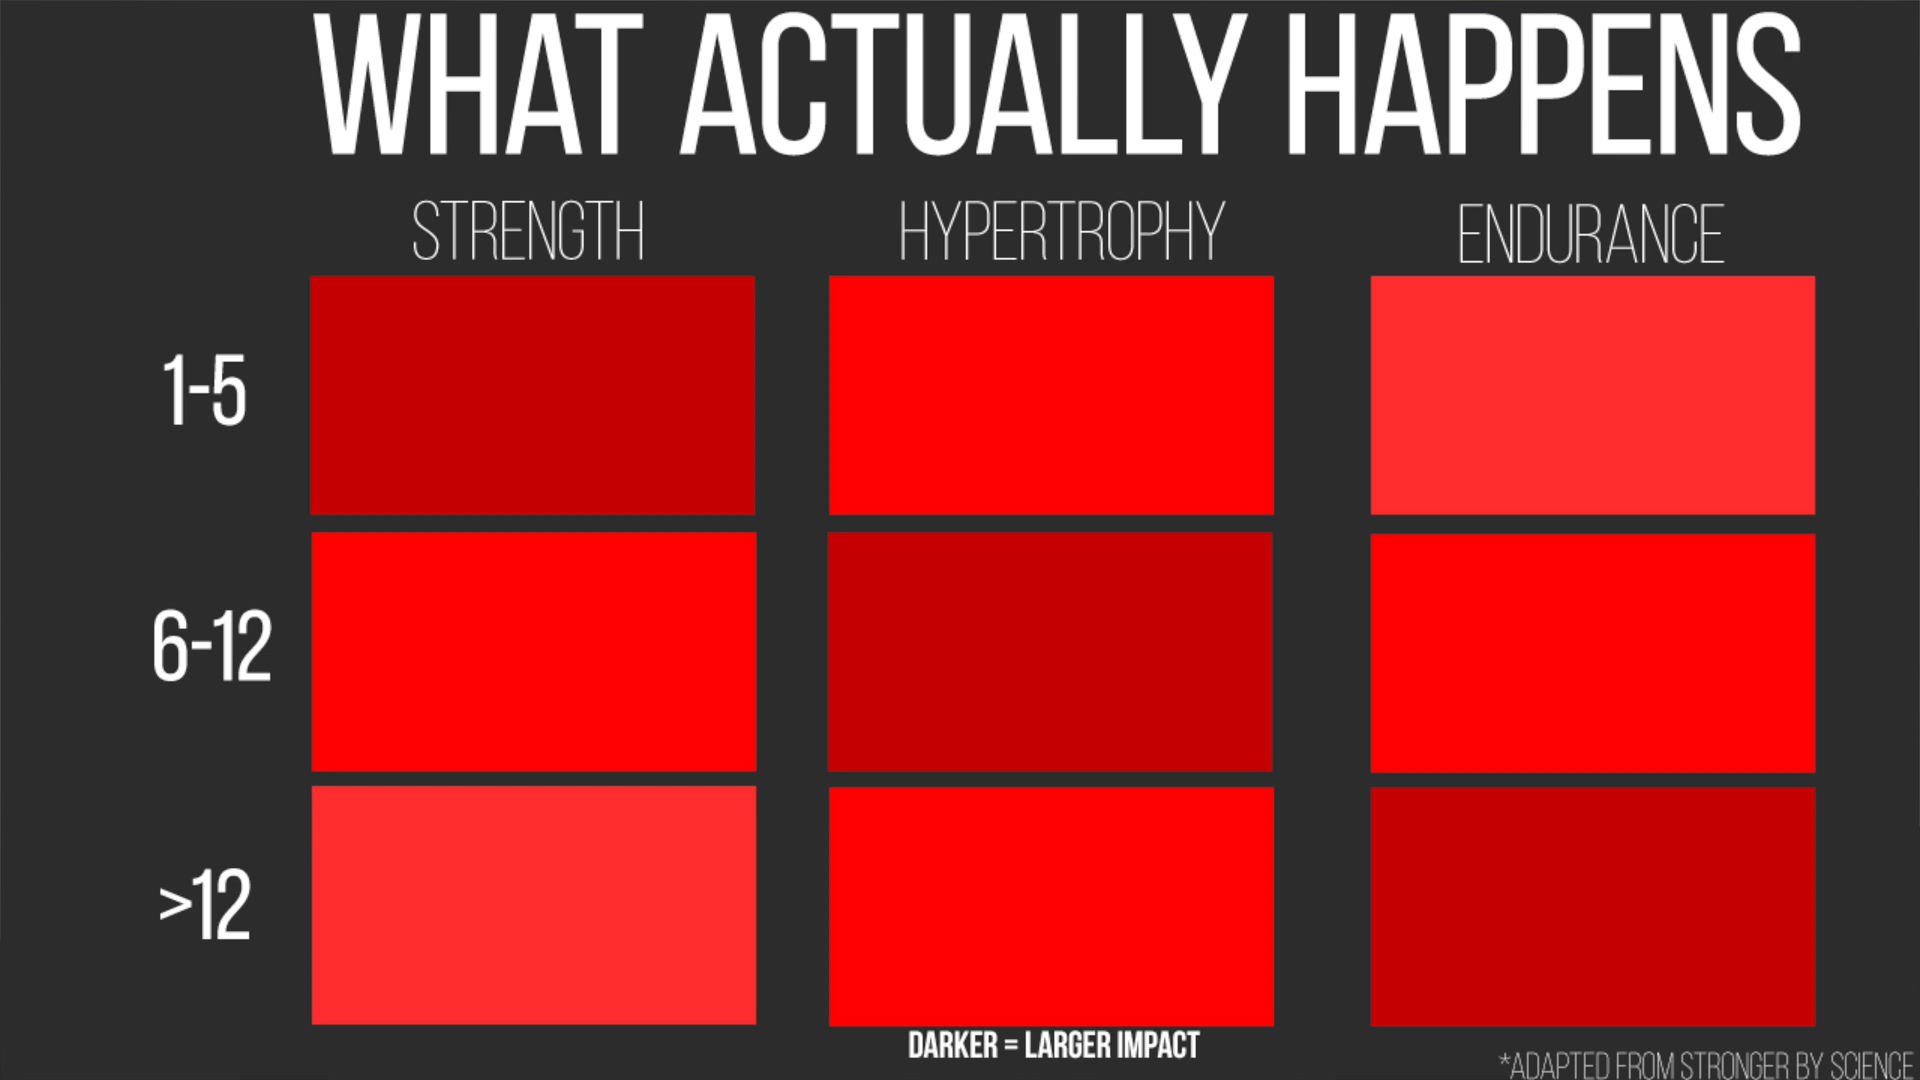 WHAT ACTUALLY HAPPENS
STRENGTH HYPERTROPHY ENDURANCE
1-5
6-12
>12
DARKER = LARGER IMPACT
*ADAPTED FROM STRONGER BY SCIENCE